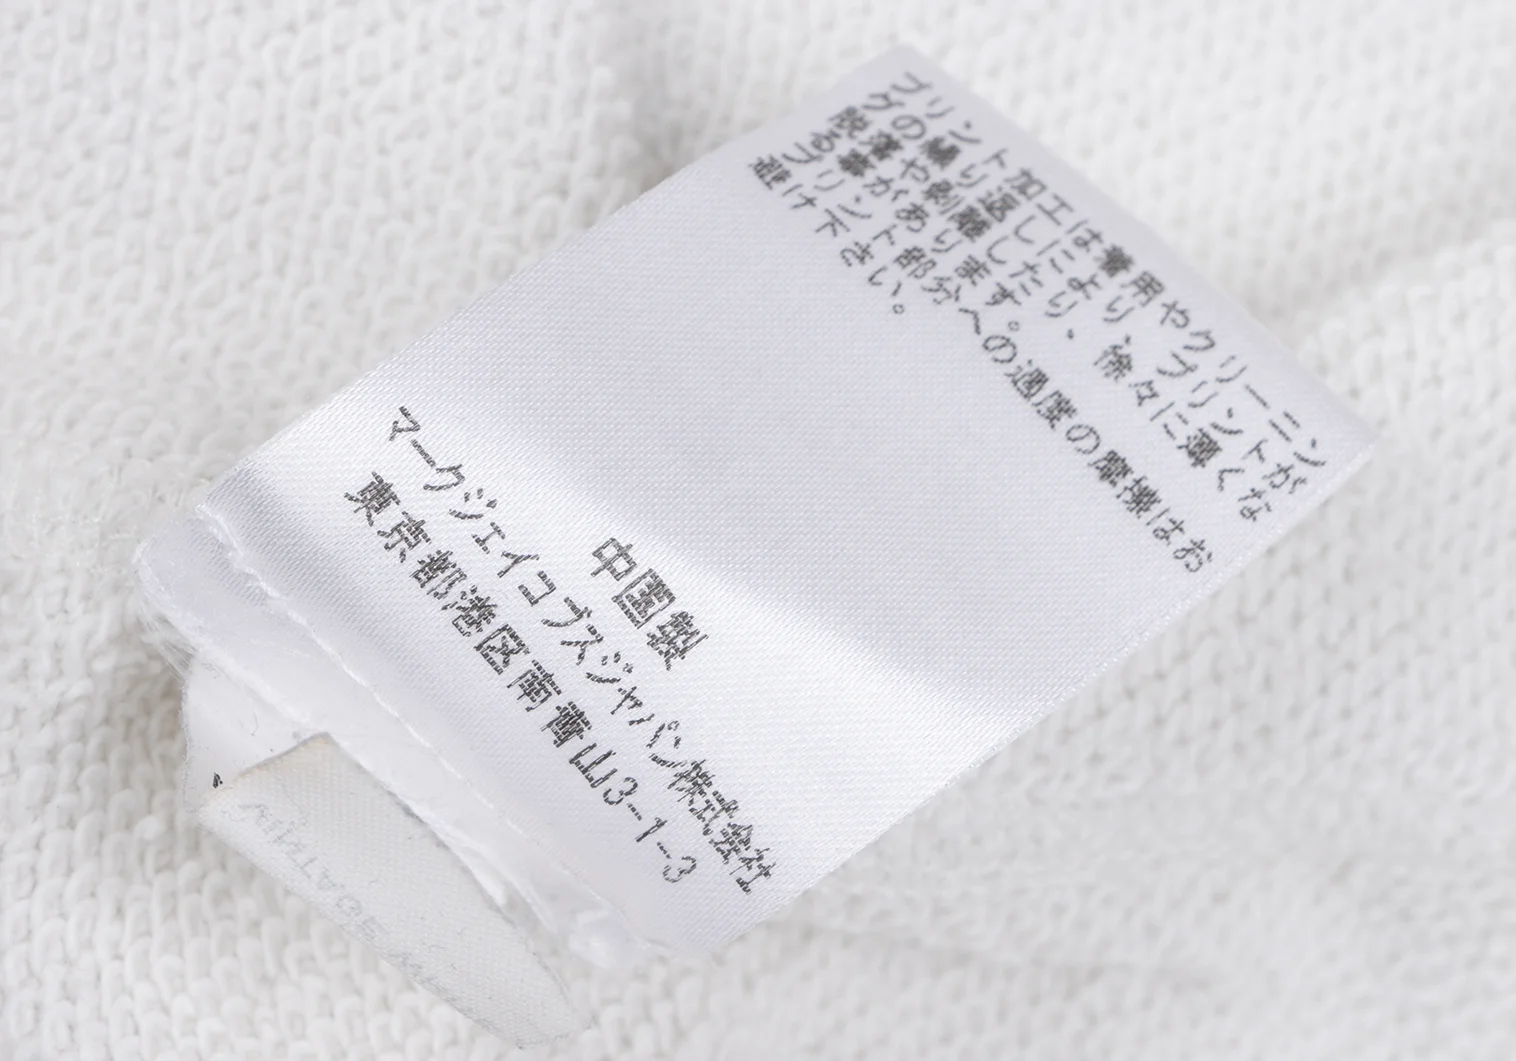 プリント加工は着用やクリーニン
グの繰り返しにより、プリントが
脱落や剥離したり、徐々に薄くな
る事があります。
プリント部分への過度の摩擦はお
避け下さい。
中国製
マークジェイコブスジャパン株式会社
東京都港区南青山3-1-3